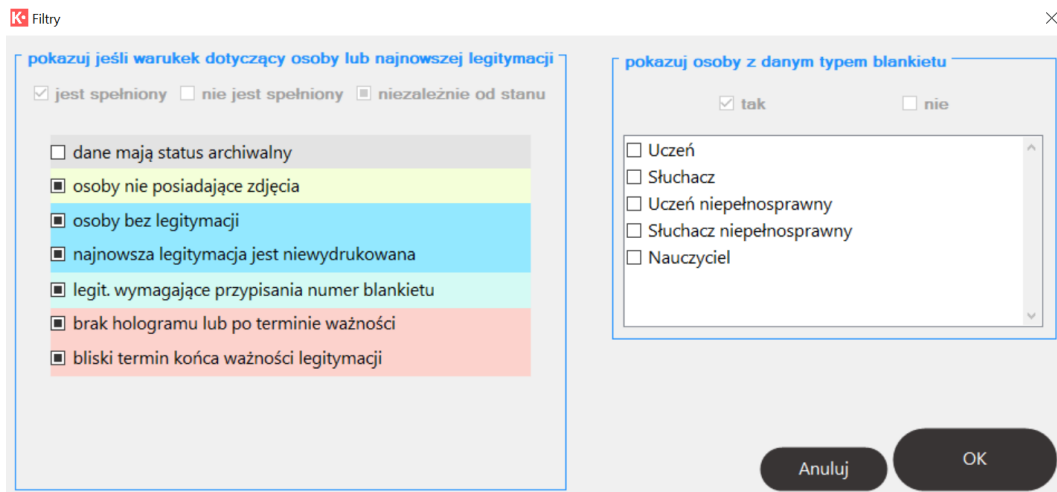 K Filtry
pokazuj jeśli warukek dotyczący osoby lub najnowszej legitymacji
jest spełniony nie jest spełniony niezależnie od stanu
dane mają status archiwalny
osoby nie posiadające zdjęcia
osoby bez legitymacji
najnowsza legitymacja jest niewydrukowana
legit. wymagające przypisania numer blankietu
brak hologramu lub po terminie ważności
bliski termin końca ważności legitymacji
pokazuj osoby z danym typem blankietu
tak nie
Uczeń
Słuchacz
Uczeń niepełnosprawny
Słuchacz niepełnosprawny
Nauczyciel
Anuluj OK